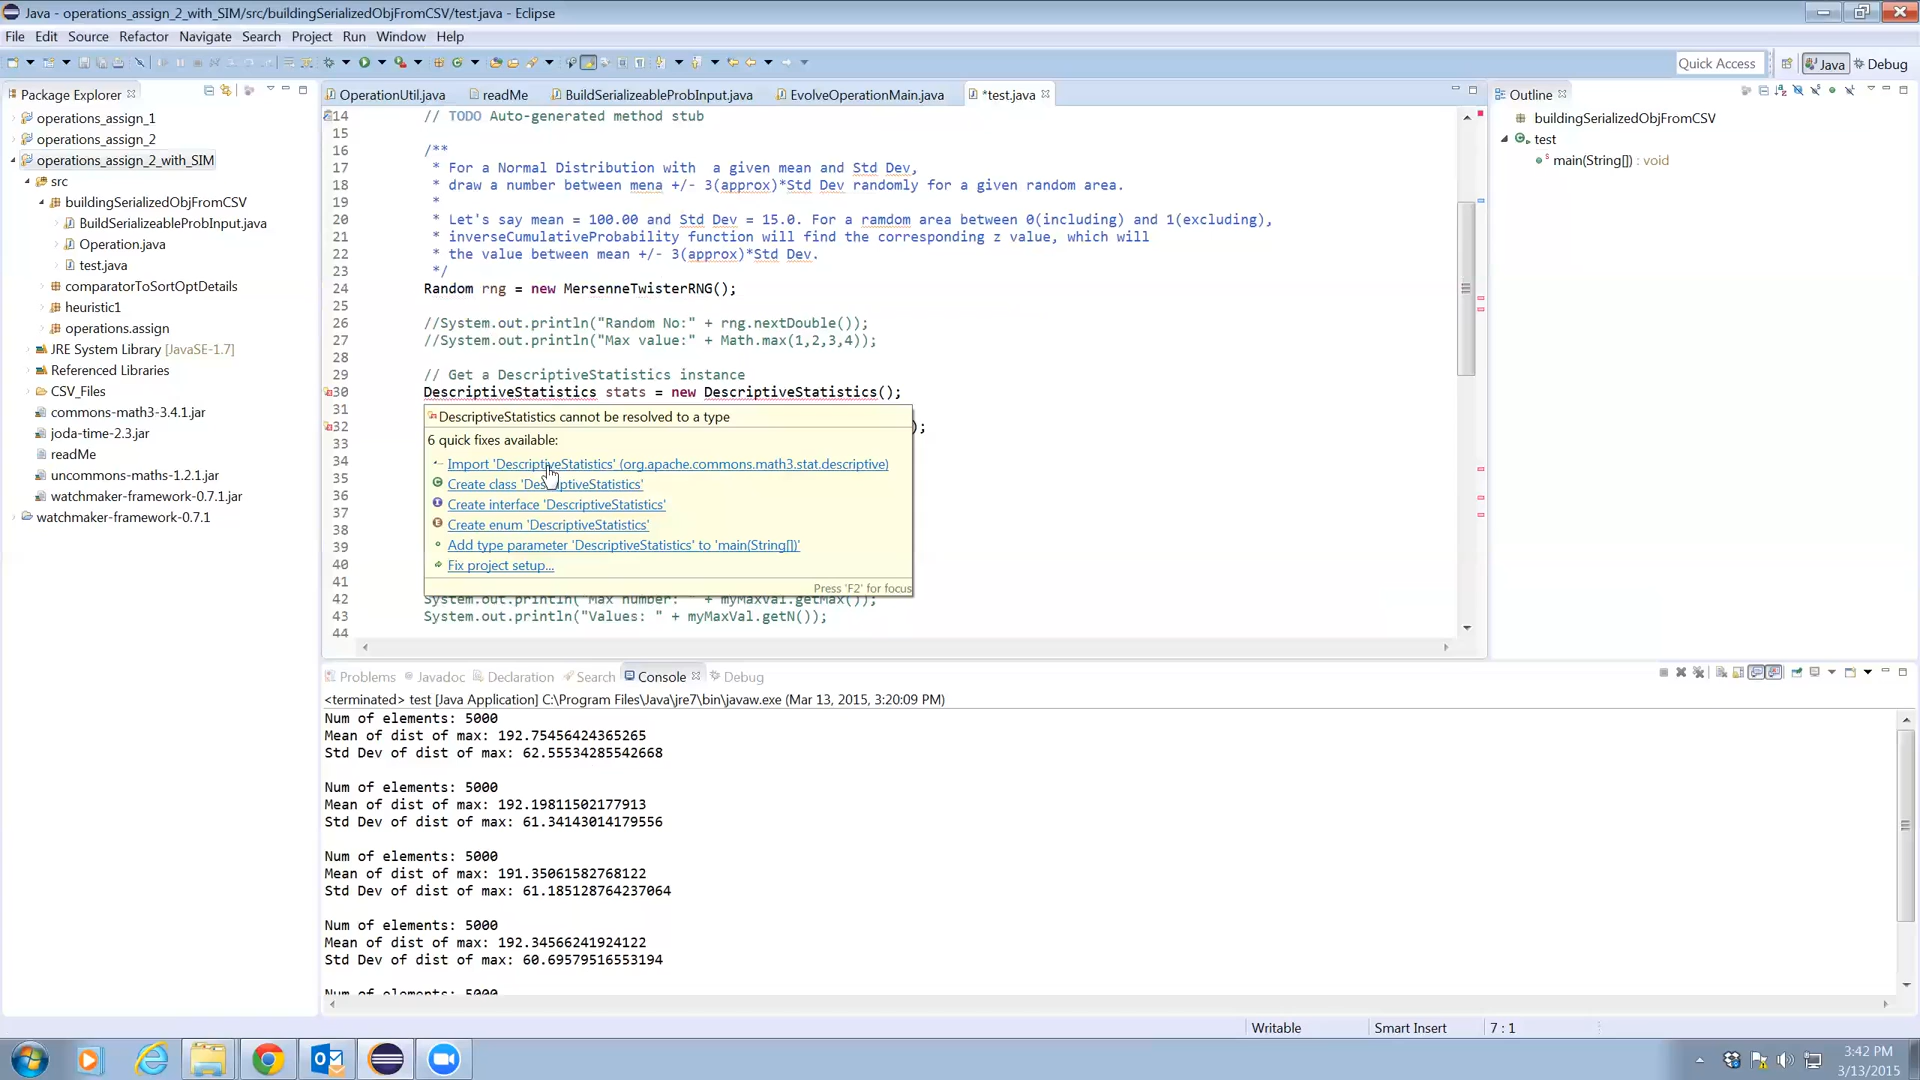 Java - operations_assign_2_with_SIM/src/buildingSerializedObjFromCSV/test.java - Eclipse
File Edit Source Refactor Navigate Search Project Run Window Help
Quick Access Java Debug
Package Explorer
operations_assign_1
operations_assign_2
operations_assign_2_with_SIM
src
buildingSerializedObjFromCSV
BuildSerializeableProbInput.java
Operation.java
test.java
comparatorToSortOptDetails
heuristic1
operations.assign
JRE System Library [JavaSE-1.7]
Referenced Libraries
CSV_Files
commons-math3-3.4.1.jar
joda-time-2.3.jar
readMe
uncommons-maths-1.2.1.jar
watchmaker-framework-0.7.1.jar
watchmaker-framework-0.7.1
OperationUtil.java readMe BuildSerializeableProbInput.java EvolveOperationMain.java *test.java
14 // TODO Auto-generated method stub
15
16 /**
17 * For a Normal Distribution with a given mean and Std Dev,
18 * draw a number between mena +/- 3(approx)*Std Dev randomly for a given random area.
19 *
20 * Let's say mean = 100.00 and Std Dev = 15.0. For a ramdom area between 0(including) and 1(excluding),
21 * inverseCumulativeProbability function will find the corresponding z value, which will
22 * the value between mean +/- 3(approx)*Std Dev.
23 */
24 Random rng = new MersenneTwisterRNG();
25
26 //System.out.println("Random No:" + rng.nextDouble());
27 //System.out.println("Max value:" + Math.max(1,2,3,4));
28
29 // Get a DescriptiveStatistics instance
30 DescriptiveStatistics stats = new DescriptiveStatistics();
31
32 );
33
34
35
36
37
38
39
40
41
42 System.out.println("Max number: " + myMaxVal.getMax());
43 System.out.println("Values: " + myMaxVal.getN());
44
DescriptiveStatistics cannot be resolved to a type
6 quick fixes available:
Import 'DescriptiveStatistics' (org.apache.commons.math3.stat.descriptive)
Create class 'DescriptiveStatistics'
Create interface 'DescriptiveStatistics'
Create enum 'DescriptiveStatistics'
Add type parameter 'DescriptiveStatistics' to 'main(String[])'
Fix project setup...
Press 'F2' for focus
Outline
buildingSerializedObjFromCSV
test
main(String[]) : void
Problems Javadoc Declaration Search Console Debug
<terminated> test [Java Application] C:\Program Files\Java\jre7\bin\javaw.exe (Mar 13, 2015, 3:20:09 PM)
Num of elements: 5000
Mean of dist of max: 192.75456424365265
Std Dev of dist of max: 62.55534285542668
Num of elements: 5000
Mean of dist of max: 192.19811502177913
Std Dev of dist of max: 61.34143014179556
Num of elements: 5000
Mean of dist of max: 191.35061582768122
Std Dev of dist of max: 61.185128764237064
Num of elements: 5000
Mean of dist of max: 192.34566241924122
Std Dev of dist of max: 60.69579516553194
Num of elements: 5000
Writable Smart Insert 7 : 1
3:42 PM
3/13/2015